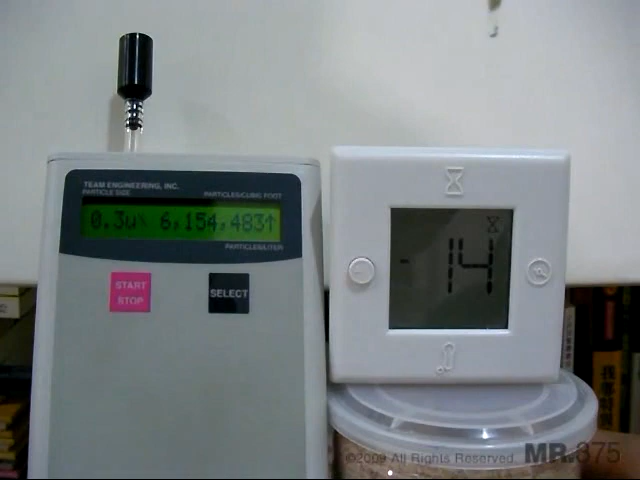 TEAM ENGINEERING, INC.
PARTICLE SIZE PARTICLES/CUBIC FOOT
0.3u\ 6,154,483↑
PARTICLES/LITER
START
STOP
SELECT
-14
©2009 All Rights Reserved. MR.875